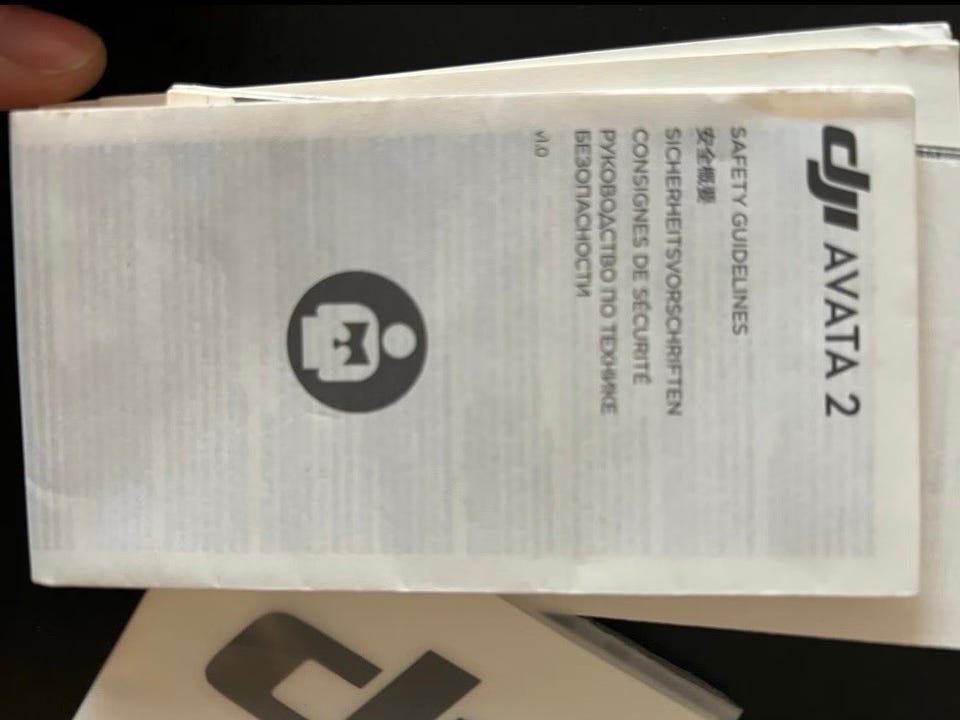 dji AVATA 2
SAFETY GUIDELINES
安全概要
SICHERHEITSVORSCHRIFTEN
CONSIGNES DE SÉCURITÉ
РУКОВОДСТВО ПО ТЕХНИКЕ
БЕЗОПАСНОСТИ
v1.0